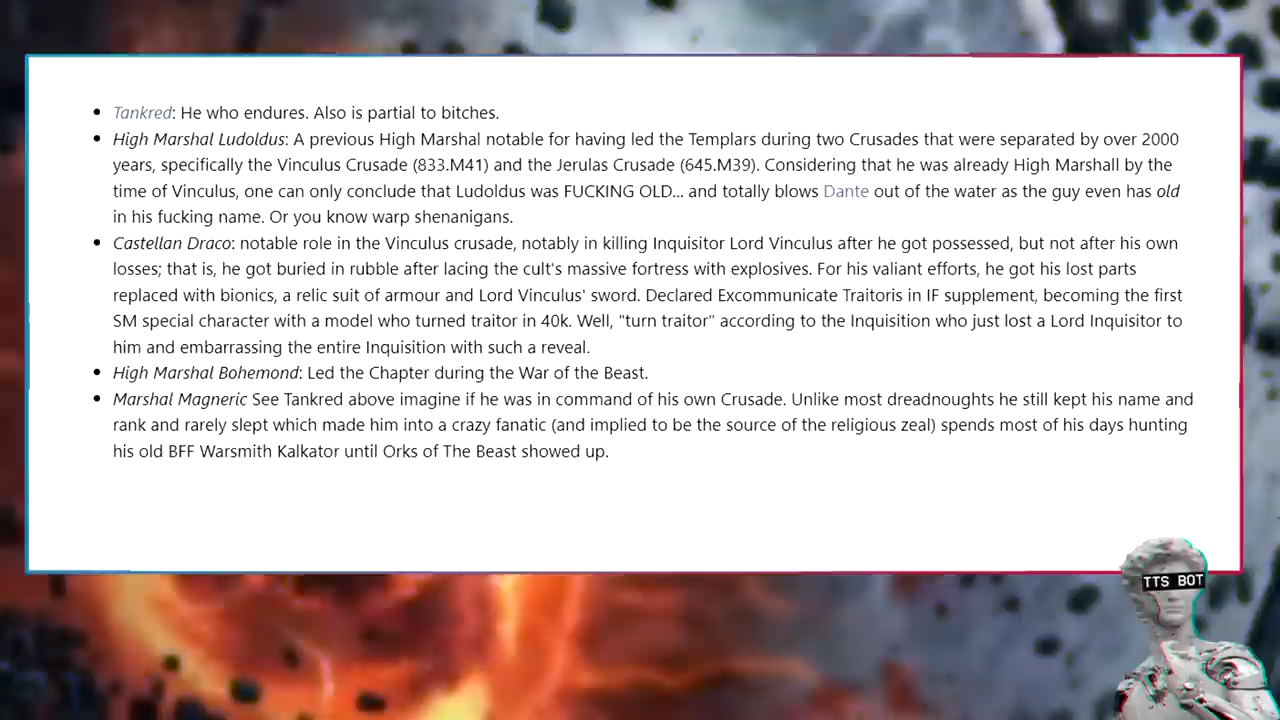 Tankred: He who endures. Also is partial to bitches.
High Marshal Ludoldus: A previous High Marshal notable for having led the Templars during two Crusades that were separated by over 2000
years, specifically the Vinculus Crusade (833.M41) and the Jerulas Crusade (645.M39). Considering that he was already High Marshall by the
time of Vinculus, one can only conclude that Ludoldus was FUCKING OLD... and totally blows Dante out of the water as the guy even has old
in his fucking name. Or you know warp shenanigans.
Castellan Draco: notable role in the Vinculus crusade, notably in killing Inquisitor Lord Vinculus after he got possessed, but not after his own
losses; that is, he got buried in rubble after lacing the cult's massive fortress with explosives. For his valiant efforts, he got his lost parts
replaced with bionics, a relic suit of armour and Lord Vinculus' sword. Declared Excommunicate Traitoris in IF supplement, becoming the first
SM special character with a model who turned traitor in 40k. Well, "turn traitor" according to the Inquisition who just lost a Lord Inquisitor to
him and embarrassing the entire Inquisition with such a reveal.
High Marshal Bohemond: Led the Chapter during the War of the Beast.
Marshal Magneric See Tankred above imagine if he was in command of his own Crusade. Unlike most dreadnoughts he still kept his name and
rank and rarely slept which made him into a crazy fanatic (and implied to be the source of the religious zeal) spends most of his days hunting
his old BFF Warsmith Kalkator until Orks of The Beast showed up.
TTS BOT